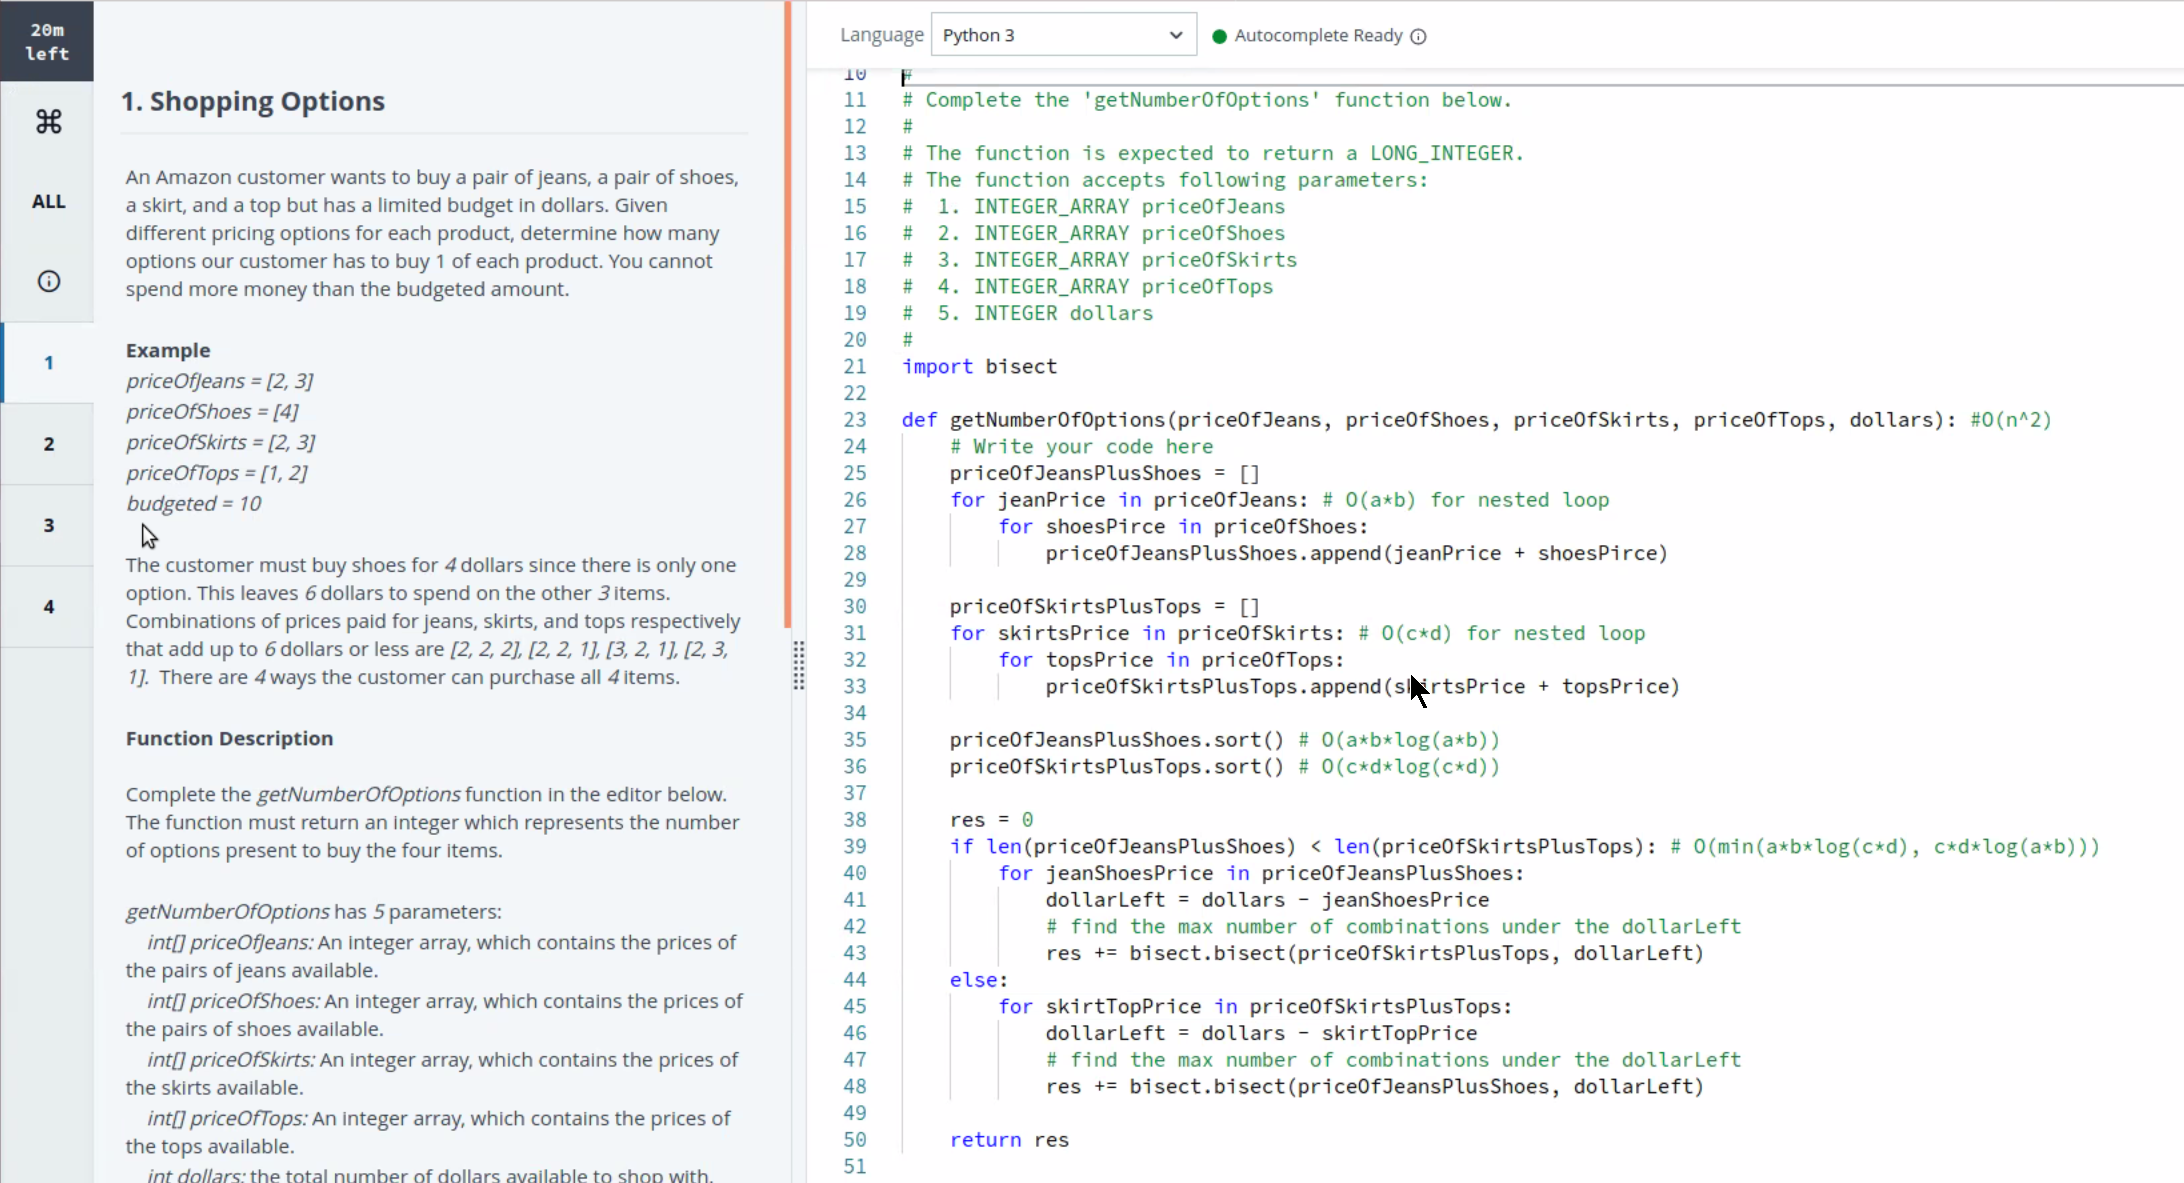 20m
left
ALL
1
2
3
4
1. Shopping Options
An Amazon customer wants to buy a pair of jeans, a pair of shoes,
a skirt, and a top but has a limited budget in dollars. Given
different pricing options for each product, determine how many
options our customer has to buy 1 of each product. You cannot
spend more money than the budgeted amount.
Example
priceOfJeans = [2, 3]
priceOfShoes = [4]
priceOfSkirts = [2, 3]
priceOfTops = [1, 2]
budgeted = 10
The customer must buy shoes for 4 dollars since there is only one
option. This leaves 6 dollars to spend on the other 3 items.
Combinations of prices paid for jeans, skirts, and tops respectively
that add up to 6 dollars or less are [2, 2, 2], [2, 2, 1], [3, 2, 1], [2, 3,
1].  There are 4 ways the customer can purchase all 4 items.
Function Description
Complete the getNumberOfOptions function in the editor below.
The function must return an integer which represents the number
of options present to buy the four items.
getNumberOfOptions has 5 parameters:
int[] priceOfJeans: An integer array, which contains the prices of
the pairs of jeans available.
int[] priceOfShoes: An integer array, which contains the prices of
the pairs of shoes available.
int[] priceOfSkirts: An integer array, which contains the prices of
the skirts available.
int[] priceOfTops: An integer array, which contains the prices of
the tops available.
int dollars: the total number of dollars available to shop with.
Language Python 3 Autocomplete Ready
10 #
11 # Complete the 'getNumberOfOptions' function below.
12 #
13 # The function is expected to return a LONG_INTEGER.
14 # The function accepts following parameters:
15 #  1. INTEGER_ARRAY priceOfJeans
16 #  2. INTEGER_ARRAY priceOfShoes
17 #  3. INTEGER_ARRAY priceOfSkirts
18 #  4. INTEGER_ARRAY priceOfTops
19 #  5. INTEGER dollars
20 #
21 import bisect
22
23 def getNumberOfOptions(priceOfJeans, priceOfShoes, priceOfSkirts, priceOfTops, dollars): #O(n^2)
24     # Write your code here
25     priceOfJeansPlusShoes = []
26     for jeanPrice in priceOfJeans: # O(a*b) for nested loop
27         for shoesPirce in priceOfShoes:
28             priceOfJeansPlusShoes.append(jeanPrice + shoesPirce)
29
30     priceOfSkirtsPlusTops = []
31     for skirtsPrice in priceOfSkirts: # O(c*d) for nested loop
32         for topsPrice in priceOfTops:
33             priceOfSkirtsPlusTops.append(skirtsPrice + topsPrice)
34
35     priceOfJeansPlusShoes.sort() # O(a*b*log(a*b))
36     priceOfSkirtsPlusTops.sort() # O(c*d*log(c*d))
37
38     res = 0
39     if len(priceOfJeansPlusShoes) < len(priceOfSkirtsPlusTops): # O(min(a*b*log(c*d), c*d*log(a*b)))
40         for jeanShoesPrice in priceOfJeansPlusShoes:
41             dollarLeft = dollars - jeanShoesPrice
42             # find the max number of combinations under the dollarLeft
43             res += bisect.bisect(priceOfSkirtsPlusTops, dollarLeft)
44     else:
45         for skirtTopPrice in priceOfSkirtsPlusTops:
46             dollarLeft = dollars - skirtTopPrice
47             # find the max number of combinations under the dollarLeft
48             res += bisect.bisect(priceOfJeansPlusShoes, dollarLeft)
49
50     return res
51